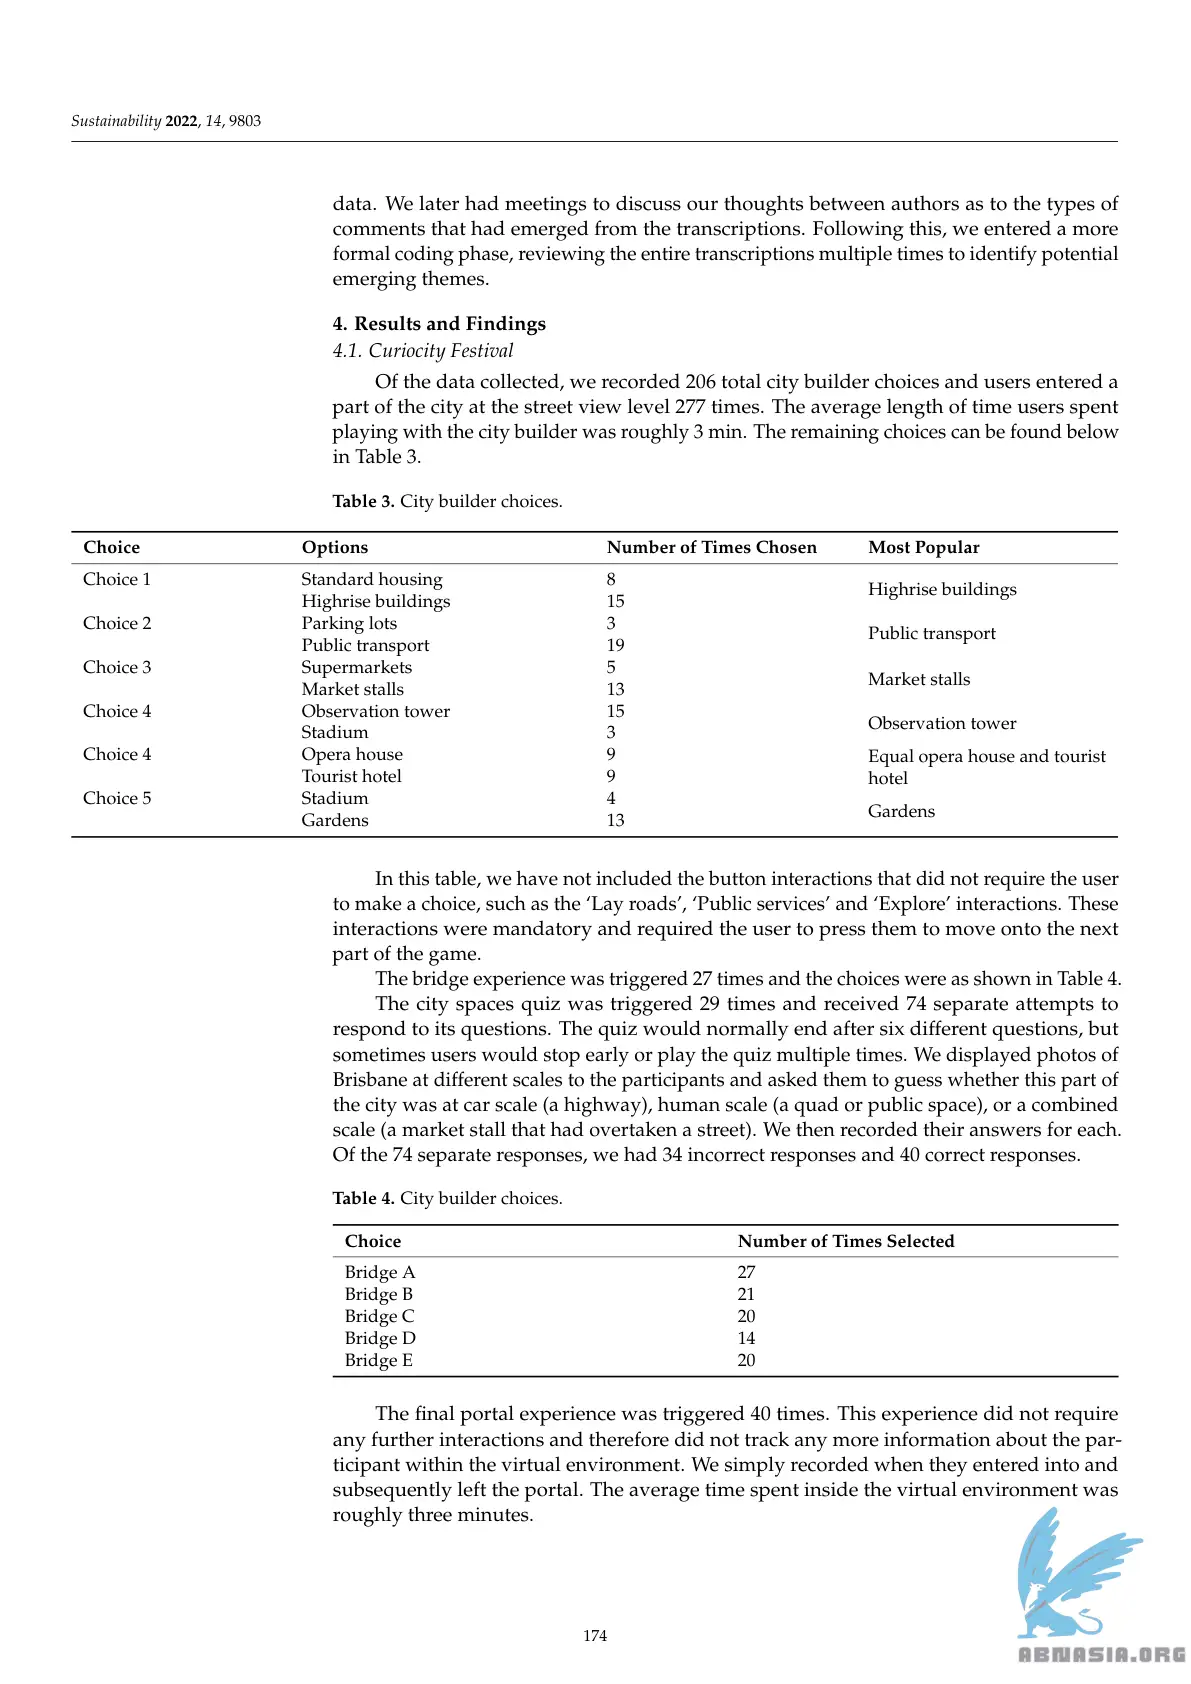 Sustainability 2022, 14, 9803
data. We later had meetings to discuss our thoughts between authors as to the types of
comments that had emerged from the transcriptions. Following this, we entered a more
formal coding phase, reviewing the entire transcriptions multiple times to identify potential
emerging themes.
4. Results and Findings
4.1. Curiocity Festival
Of the data collected, we recorded 206 total city builder choices and users entered a
part of the city at the street view level 277 times. The average length of time users spent
playing with the city builder was roughly 3 min. The remaining choices can be found below
in Table 3.
Table 3. City builder choices.
Choice Options Number of Times Chosen Most Popular
Choice 1 Standard housing 8
Highrise buildings
Highrise buildings 15
Choice 2 Parking lots 3
Public transport
Public transport 19
Choice 3 Supermarkets 5
Market stalls
Market stalls 13
Choice 4 Observation tower 15
Observation tower
Stadium 3
Choice 4 Opera house 9 Equal opera house and tourist
Tourist hotel 9 hotel
Choice 5 Stadium 4
Gardens
Gardens 13
In this table, we have not included the button interactions that did not require the user
to make a choice, such as the ‘Lay roads’, ‘Public services’ and ‘Explore’ interactions. These
interactions were mandatory and required the user to press them to move onto the next
part of the game.
The bridge experience was triggered 27 times and the choices were as shown in Table 4.
The city spaces quiz was triggered 29 times and received 74 separate attempts to
respond to its questions. The quiz would normally end after six different questions, but
sometimes users would stop early or play the quiz multiple times. We displayed photos of
Brisbane at different scales to the participants and asked them to guess whether this part of
the city was at car scale (a highway), human scale (a quad or public space), or a combined
scale (a market stall that had overtaken a street). We then recorded their answers for each.
Of the 74 separate responses, we had 34 incorrect responses and 40 correct responses.
Table 4. City builder choices.
Choice Number of Times Selected
Bridge A 27
Bridge B 21
Bridge C 20
Bridge D 14
Bridge E 20
The final portal experience was triggered 40 times. This experience did not require
any further interactions and therefore did not track any more information about the par-
ticipant within the virtual environment. We simply recorded when they entered into and
subsequently left the portal. The average time spent inside the virtual environment was
roughly three minutes.
174
ABNASIA.ORG